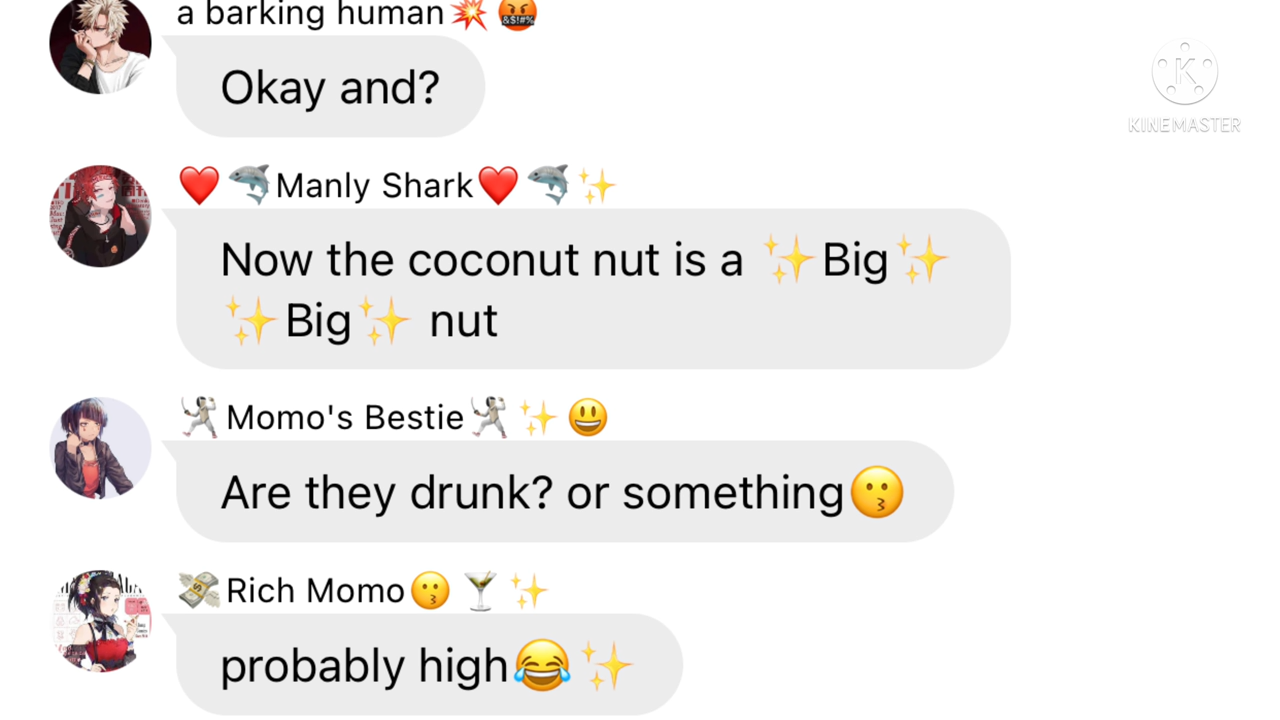 a barking human💥🤬
Okay and?
KINEMASTER
❤️🦈Manly Shark❤️🦈✨
Now the coconut nut is a ✨Big✨
✨Big✨ nut
🤺Momo's Bestie🤺✨😃
Are they drunk? or something😗
💸Rich Momo😗🍸✨
probably high😂✨